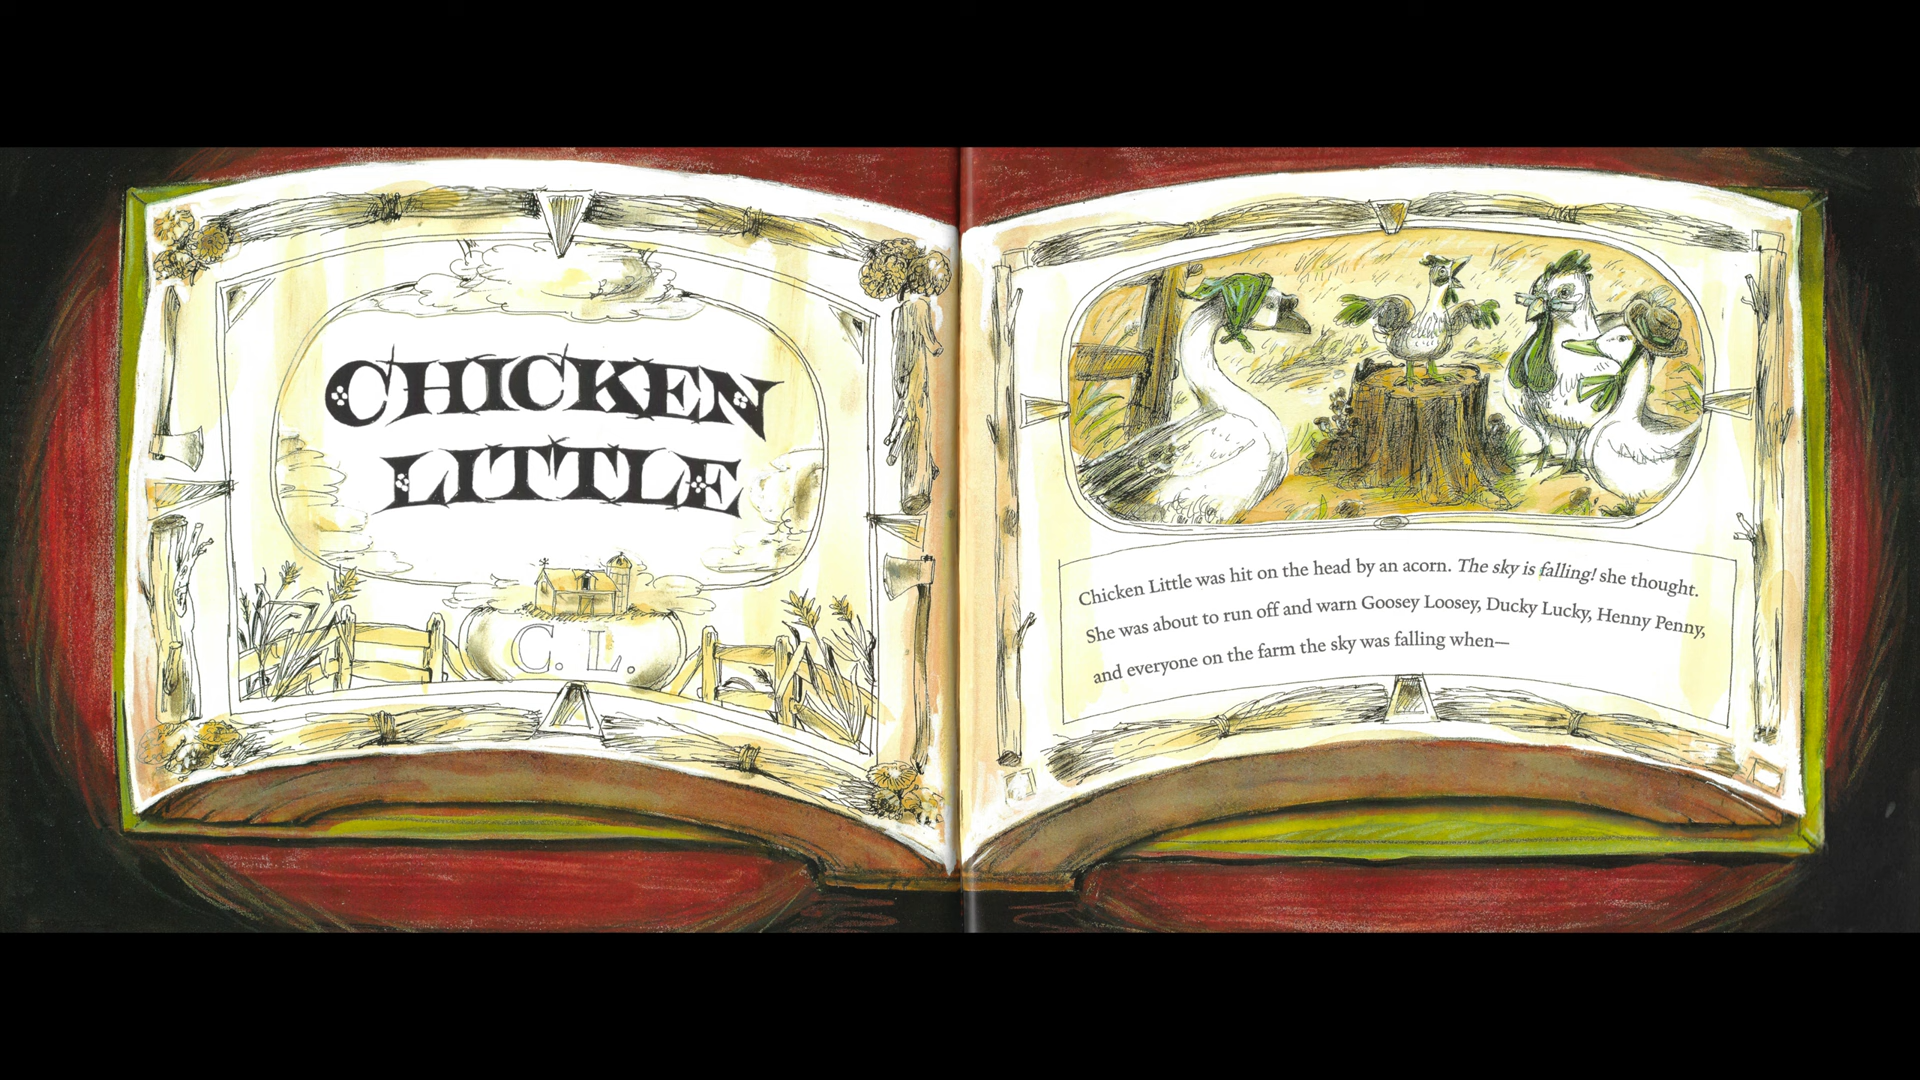 CHICKEN
LITTLE
C. L.
Chicken Little was hit on the head by an acorn. The sky is falling! she thought.
She was about to run off and warn Goosey Loosey, Ducky Lucky, Henny Penny,
and everyone on the farm the sky was falling when—